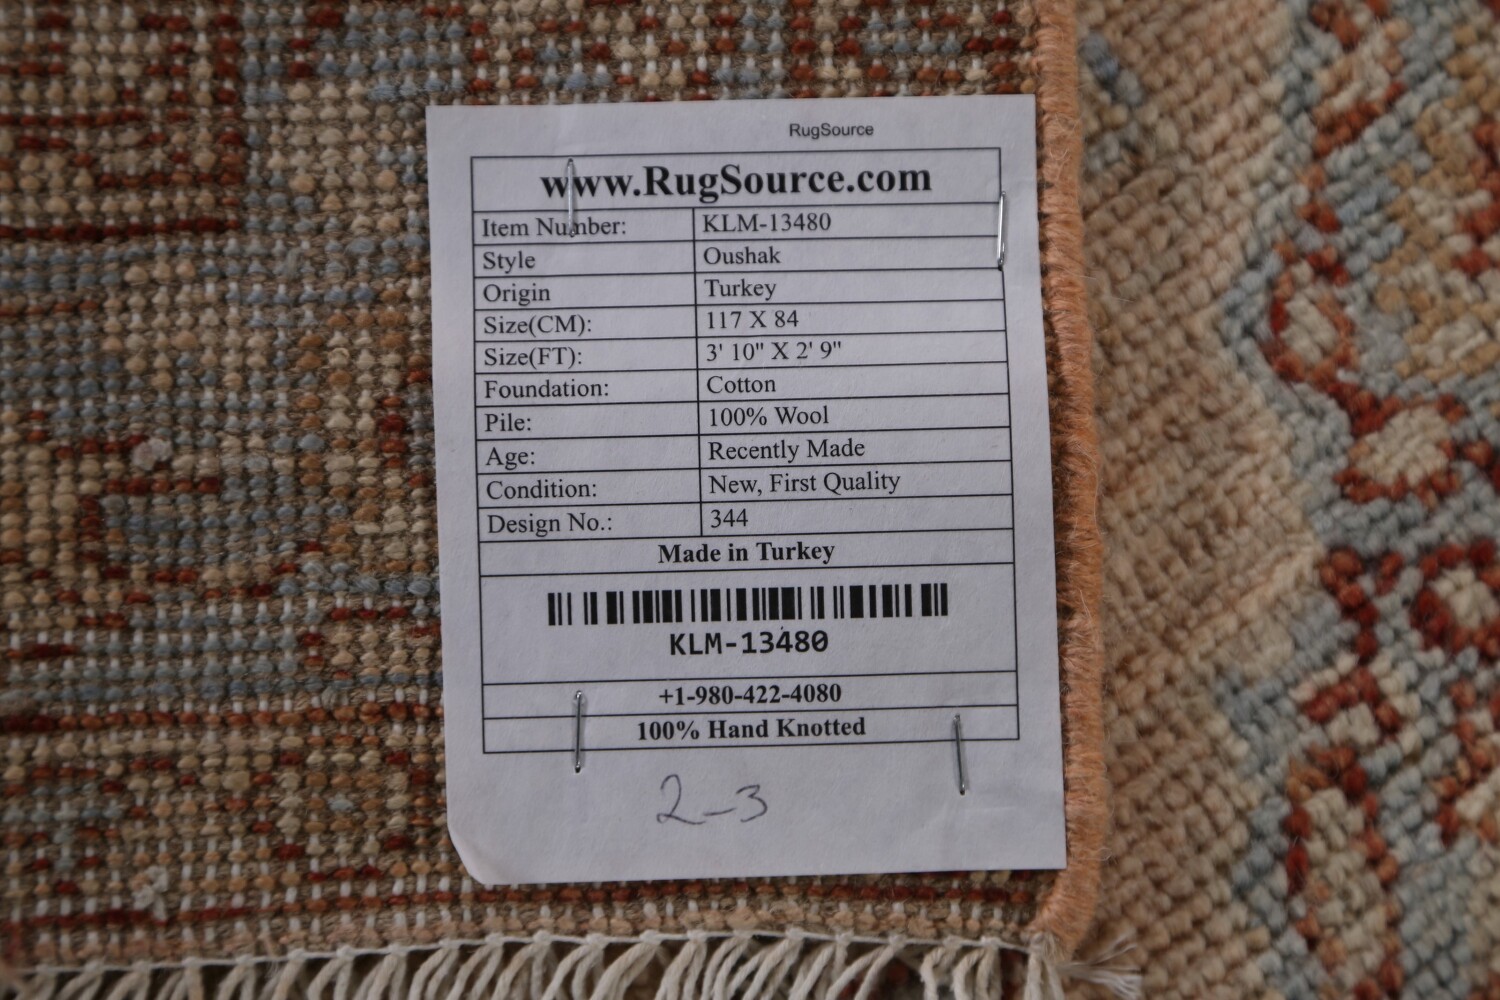 RugSource
www.RugSource.com
Item Number: KLM-13480
Style Oushak
Origin Turkey
Size(CM): 117 X 84
Size(FT): 3' 10" X 2' 9"
Foundation: Cotton
Pile: 100% Wool
Age: Recently Made
Condition: New, First Quality
Design No.: 344
Made in Turkey
KLM-13480
+1-980-422-4080
100% Hand Knotted
2-3